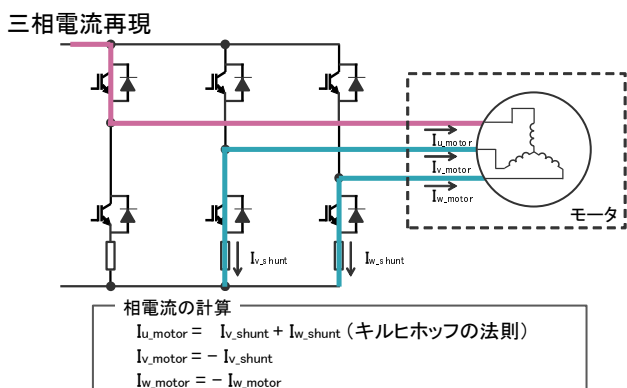 三相電流再現
Iu_motor
Iv_motor
Iw_motor
モータ
Iv_shunt
Iw_shunt
相電流の計算
Iu_motor = Iv_shunt + Iw_shunt (キルヒホッフの法則)
Iv_motor = − Iv_shunt
Iw_motor = − Iw_motor